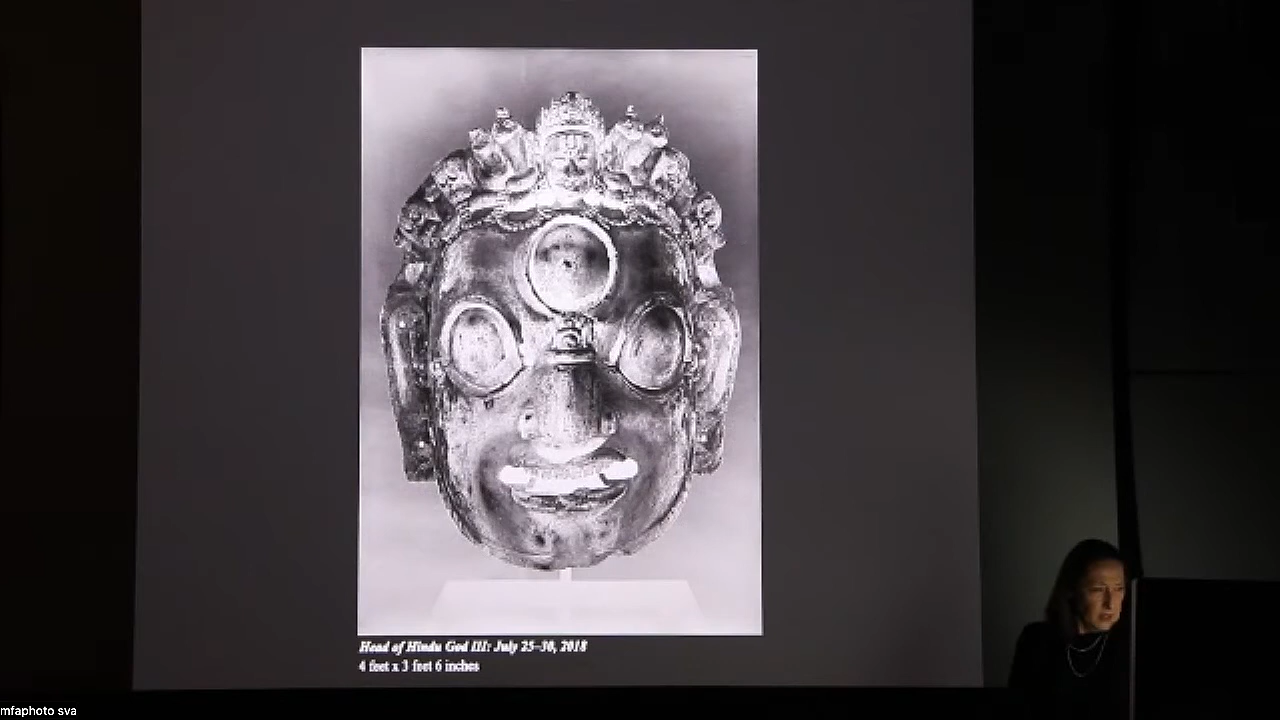 Head of Hindu God III: July 25–30, 2018
4 feet x 3 feet 6 inches
mfaphoto sva